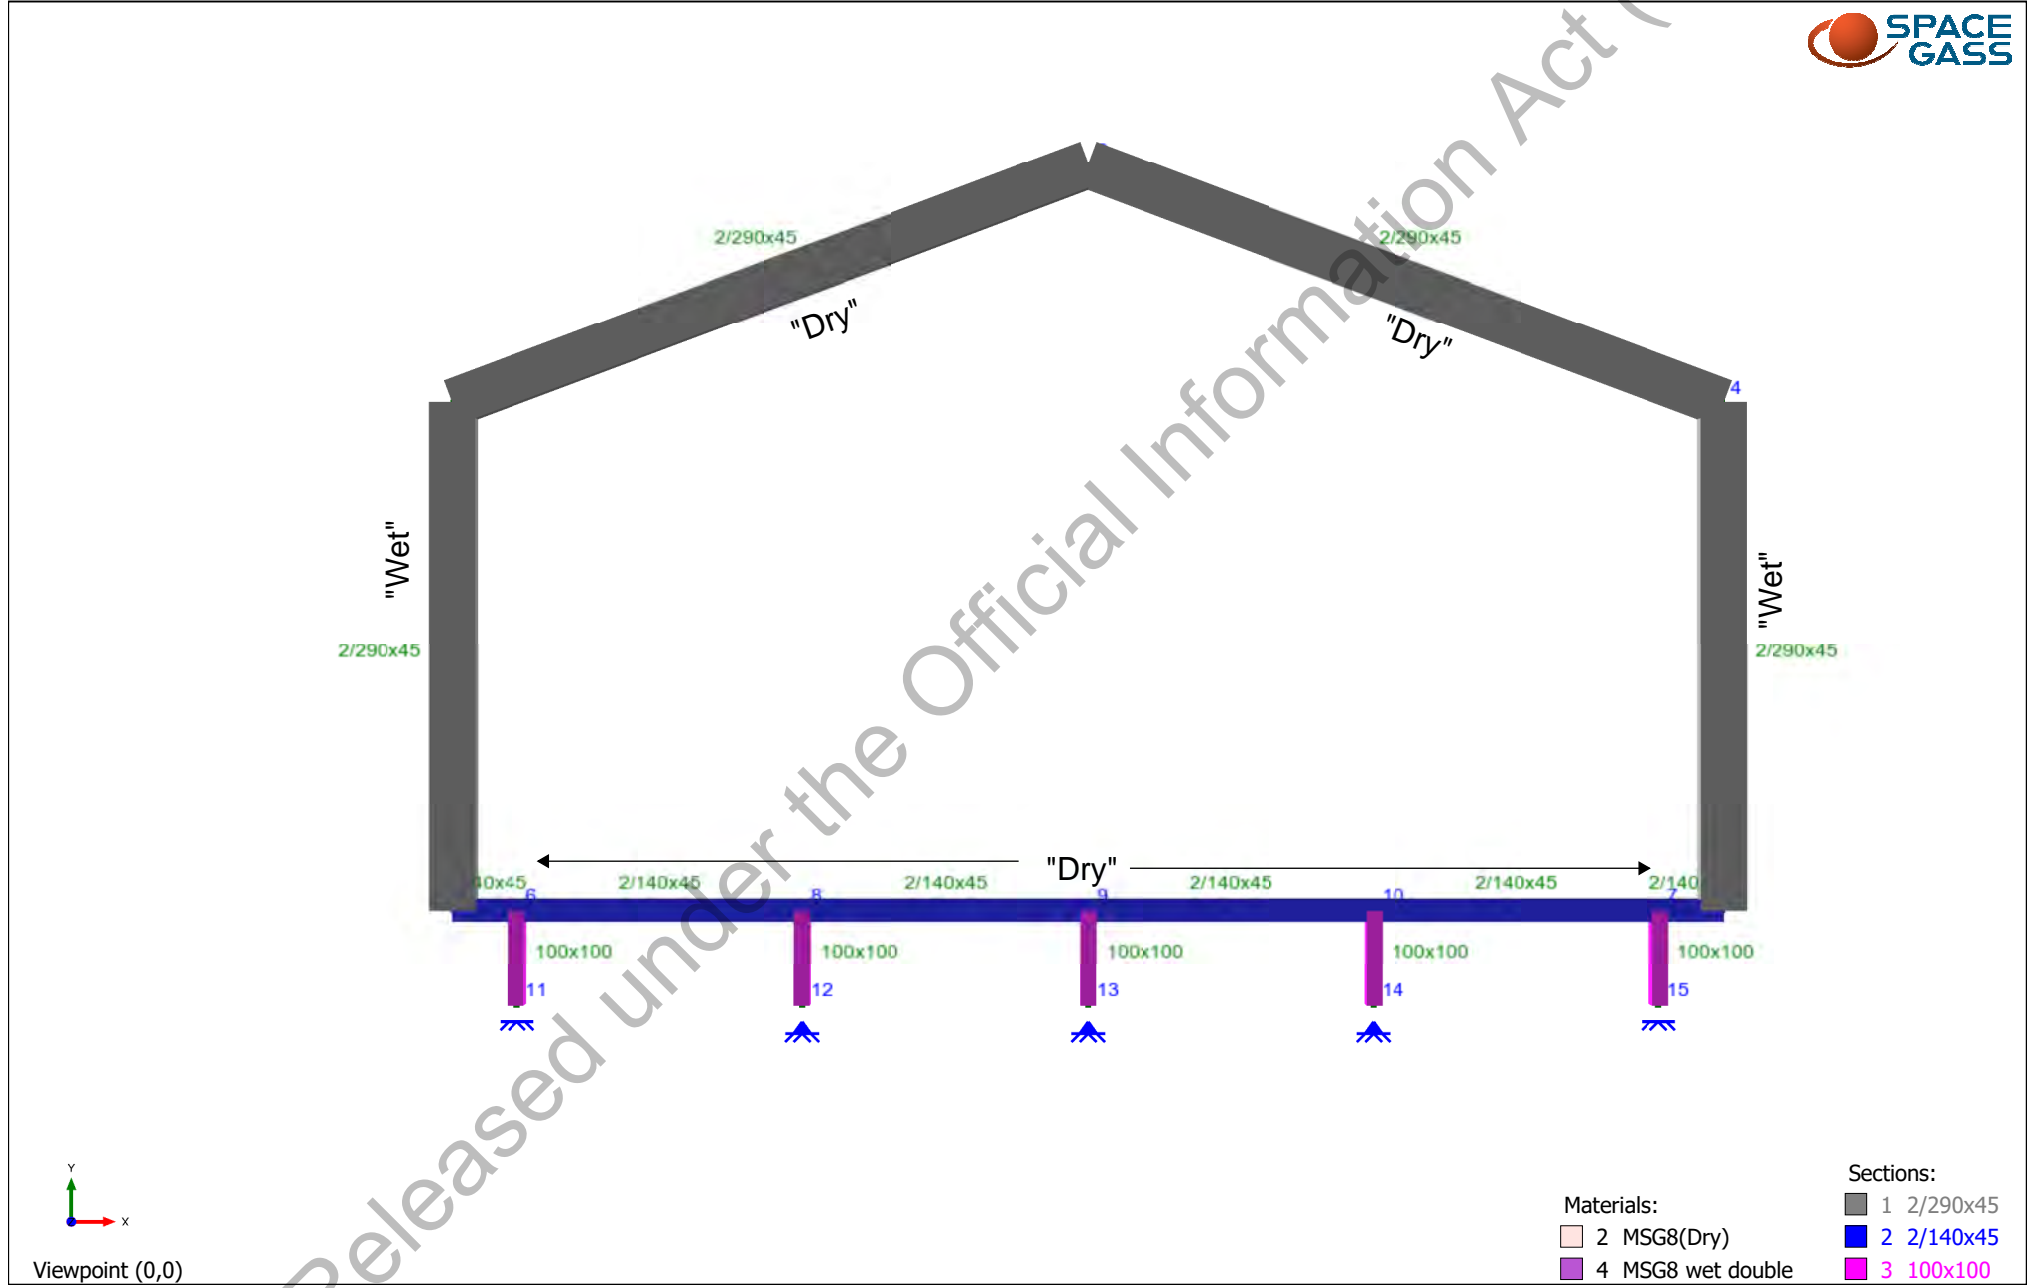 SPACE
GASS
Released under the Official Information Act (
2/290x45
2/290x45
"Dry"
"Dry"
4
"Wet"
"Wet"
2/290x45
2/290x45
"Dry"
40x45
2/140x45
2/140x45
2/140x45
2/140x45
2/140
6
8
9
10
7
100x100
100x100
100x100
100x100
100x100
11
12
13
14
15
Y
X
Viewpoint (0,0)
Materials:
2 MSG8(Dry)
4 MSG8 wet double
Sections:
1 2/290x45
2 2/140x45
3 100x100